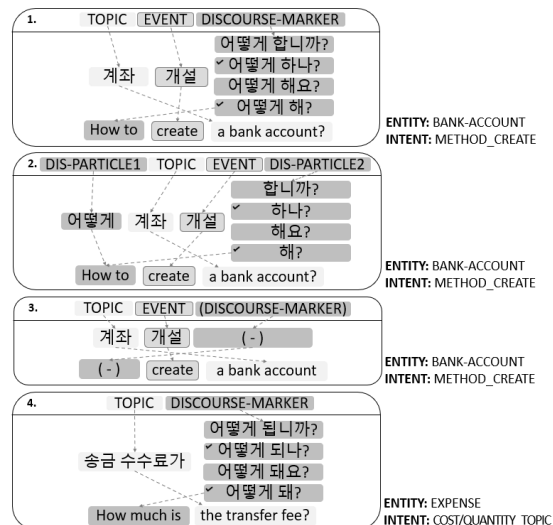 1. TOPIC EVENT DISCOURSE-MARKER
어떻게 합니까?
계좌 개설 ✓ 어떻게 하나?
어떻게 해요?
✓ 어떻게 해?
How to create a bank account?
ENTITY: BANK-ACCOUNT
INTENT: METHOD_CREATE
2. DIS-PARTICLE1 TOPIC EVENT DIS-PARTICLE2
합니까?
어떻게 계좌 개설 ✓ 하나?
해요?
✓ 해?
How to create a bank account?
ENTITY: BANK-ACCOUNT
INTENT: METHOD_CREATE
3. TOPIC EVENT (DISCOURSE-MARKER)
계좌 개설 (-)
(-) create a bank account
ENTITY: BANK-ACCOUNT
INTENT: METHOD_CREATE
4. TOPIC DISCOURSE-MARKER
어떻게 됩니까?
송금 수수료가 ✓ 어떻게 되나?
어떻게 돼요?
✓ 어떻게 돼?
How much is the transfer fee?
ENTITY: EXPENSE
INTENT: COST/QUANTITY_TOPIC